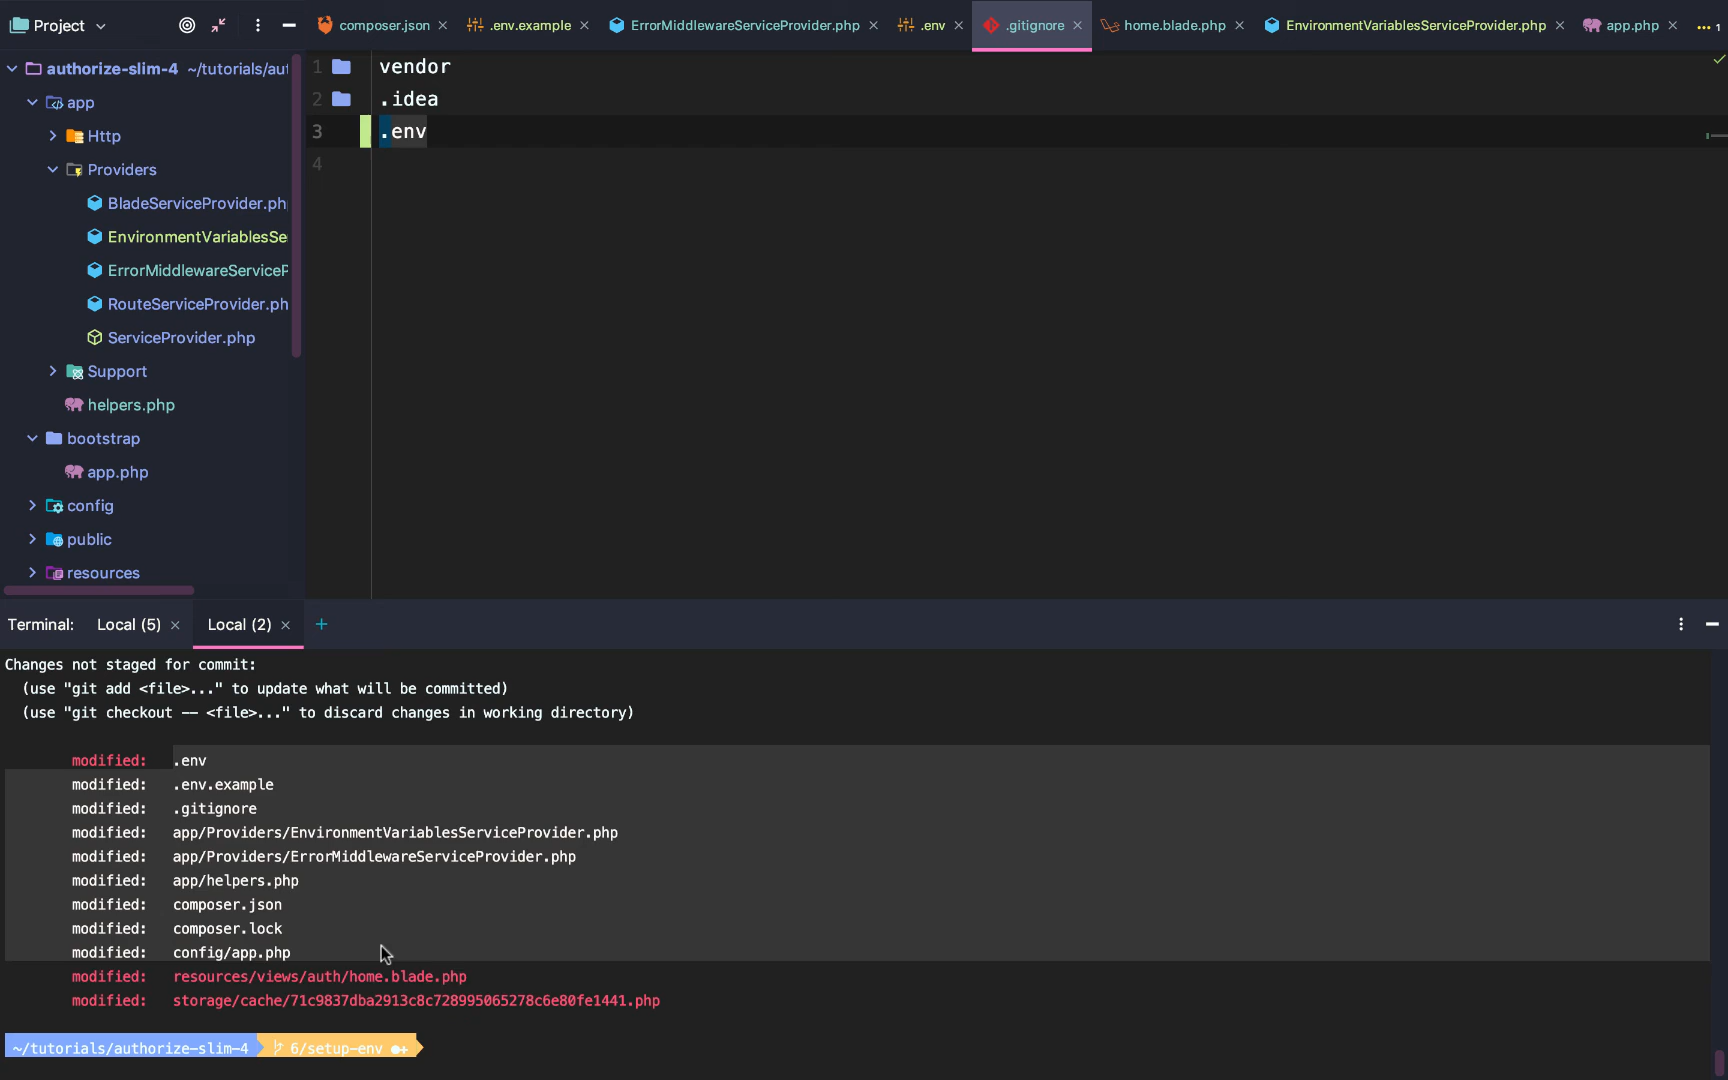 Project
composer.json
.env.example
ErrorMiddlewareServiceProvider.php
.env
.gitignore
home.blade.php
EnvironmentVariablesServiceProvider.php
app.php
1
authorize-slim-4 ~/tutorials/aut
app
Http
Providers
BladeServiceProvider.ph
EnvironmentVariablesSe
ErrorMiddlewareServiceP
RouteServiceProvider.ph
ServiceProvider.php
Support
helpers.php
bootstrap
app.php
config
public
resources
1 vendor
2 .idea
3 .env
4
Terminal: Local (5) Local (2) +
Changes not staged for commit:
(use "git add <file>..." to update what will be committed)
(use "git checkout -- <file>..." to discard changes in working directory)
modified: .env
modified: .env.example
modified: .gitignore
modified: app/Providers/EnvironmentVariablesServiceProvider.php
modified: app/Providers/ErrorMiddlewareServiceProvider.php
modified: app/helpers.php
modified: composer.json
modified: composer.lock
modified: config/app.php
modified: resources/views/auth/home.blade.php
modified: storage/cache/71c9837dba2913c8c728995065278c6e80fe1441.php
~/tutorials/authorize-slim-4 6/setup-env ●+